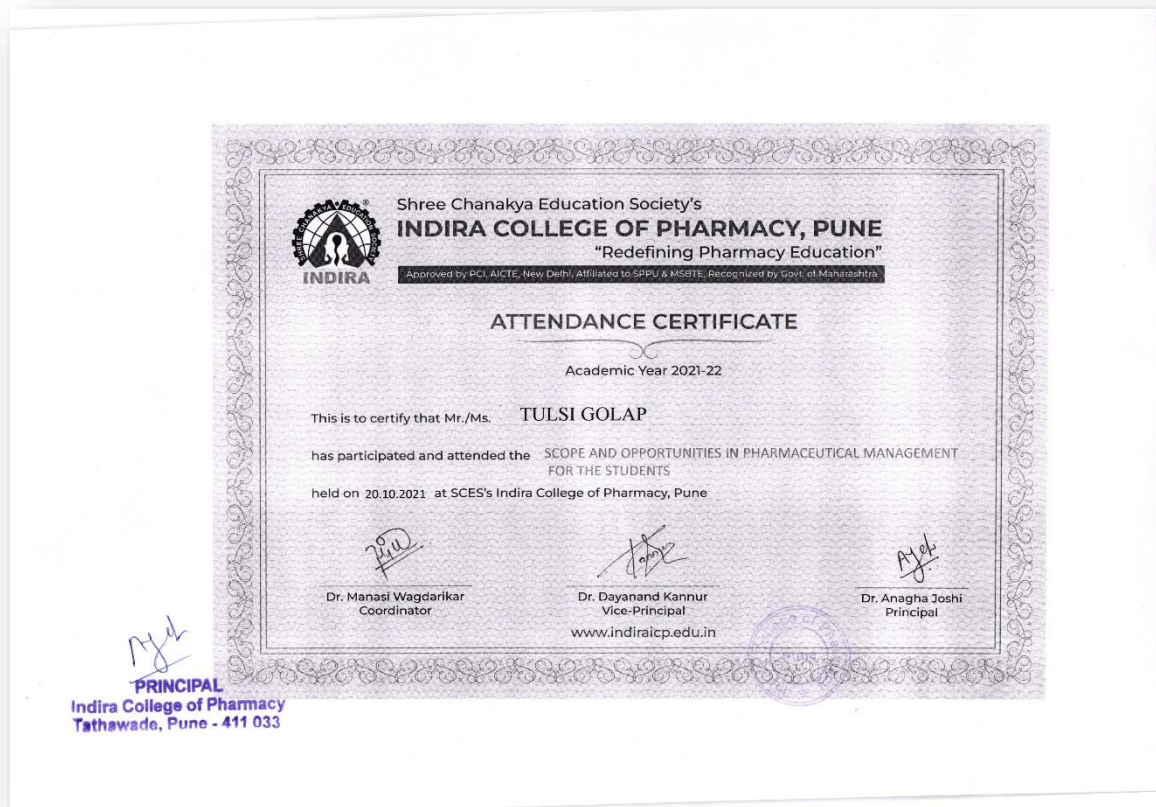 Shree Chanakya Education Society's
INDIRA COLLEGE OF PHARMACY, PUNE
"Redefining Pharmacy Education"
Approved by PCI, AICTE, New Delhi, Affiliated to SPPU & MSBTE, Recognized by Govt. of Maharashtra
SHREE CHANAKYA EDUCATION SOCIETY
®
INDIRA
ATTENDANCE CERTIFICATE
Academic Year 2021-22
This is to certify that Mr./Ms. TULSI GOLAP
has participated and attended the SCOPE AND OPPORTUNITIES IN PHARMACEUTICAL MANAGEMENT
FOR THE STUDENTS
held on 20.10.2021 at SCES's Indira College of Pharmacy, Pune
Dr. Manasi Wagdarikar
Coordinator
Dr. Dayanand Kannur
Vice-Principal
Dr. Anagha Joshi
Principal
www.indiraicp.edu.in
PRINCIPAL
Indira College of Pharmacy
Tathawade, Pune - 411 033